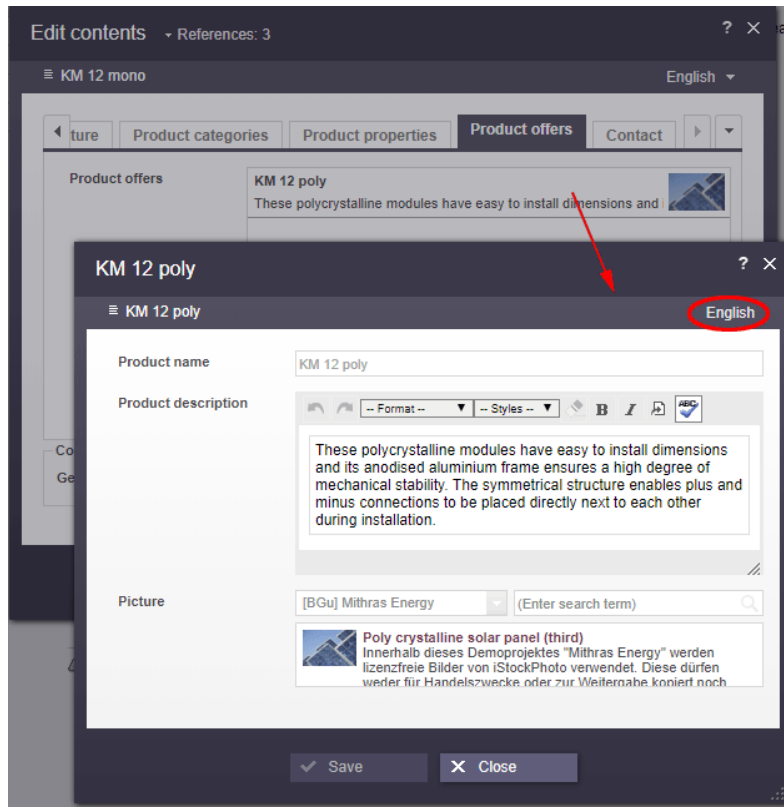 Edit contents References: 3 ?
KM 12 mono English
ture Product categories Product properties Product offers Contact
Product offers KM 12 poly
These polycrystalline modules have easy to install dimensions and
KM 12 poly ?
KM 12 poly English
Product name KM 12 poly
Product description -- Format -- -- Styles -- B I ABC
These polycrystalline modules have easy to install dimensions
and its anodised aluminium frame ensures a high degree of
mechanical stability. The symmetrical structure enables plus and
minus connections to be placed directly next to each other
during installation.
Co
Ge
Picture [BGu] Mithras Energy (Enter search term)
Poly crystalline solar panel (third)
Innerhalb dieses Demoprojektes "Mithras Energy" werden
lizenzfreie Bilder von iStockPhoto verwendet. Diese dürfen
weder für Handelszwecke oder zur Weitergabe kopiert noch
Save Close